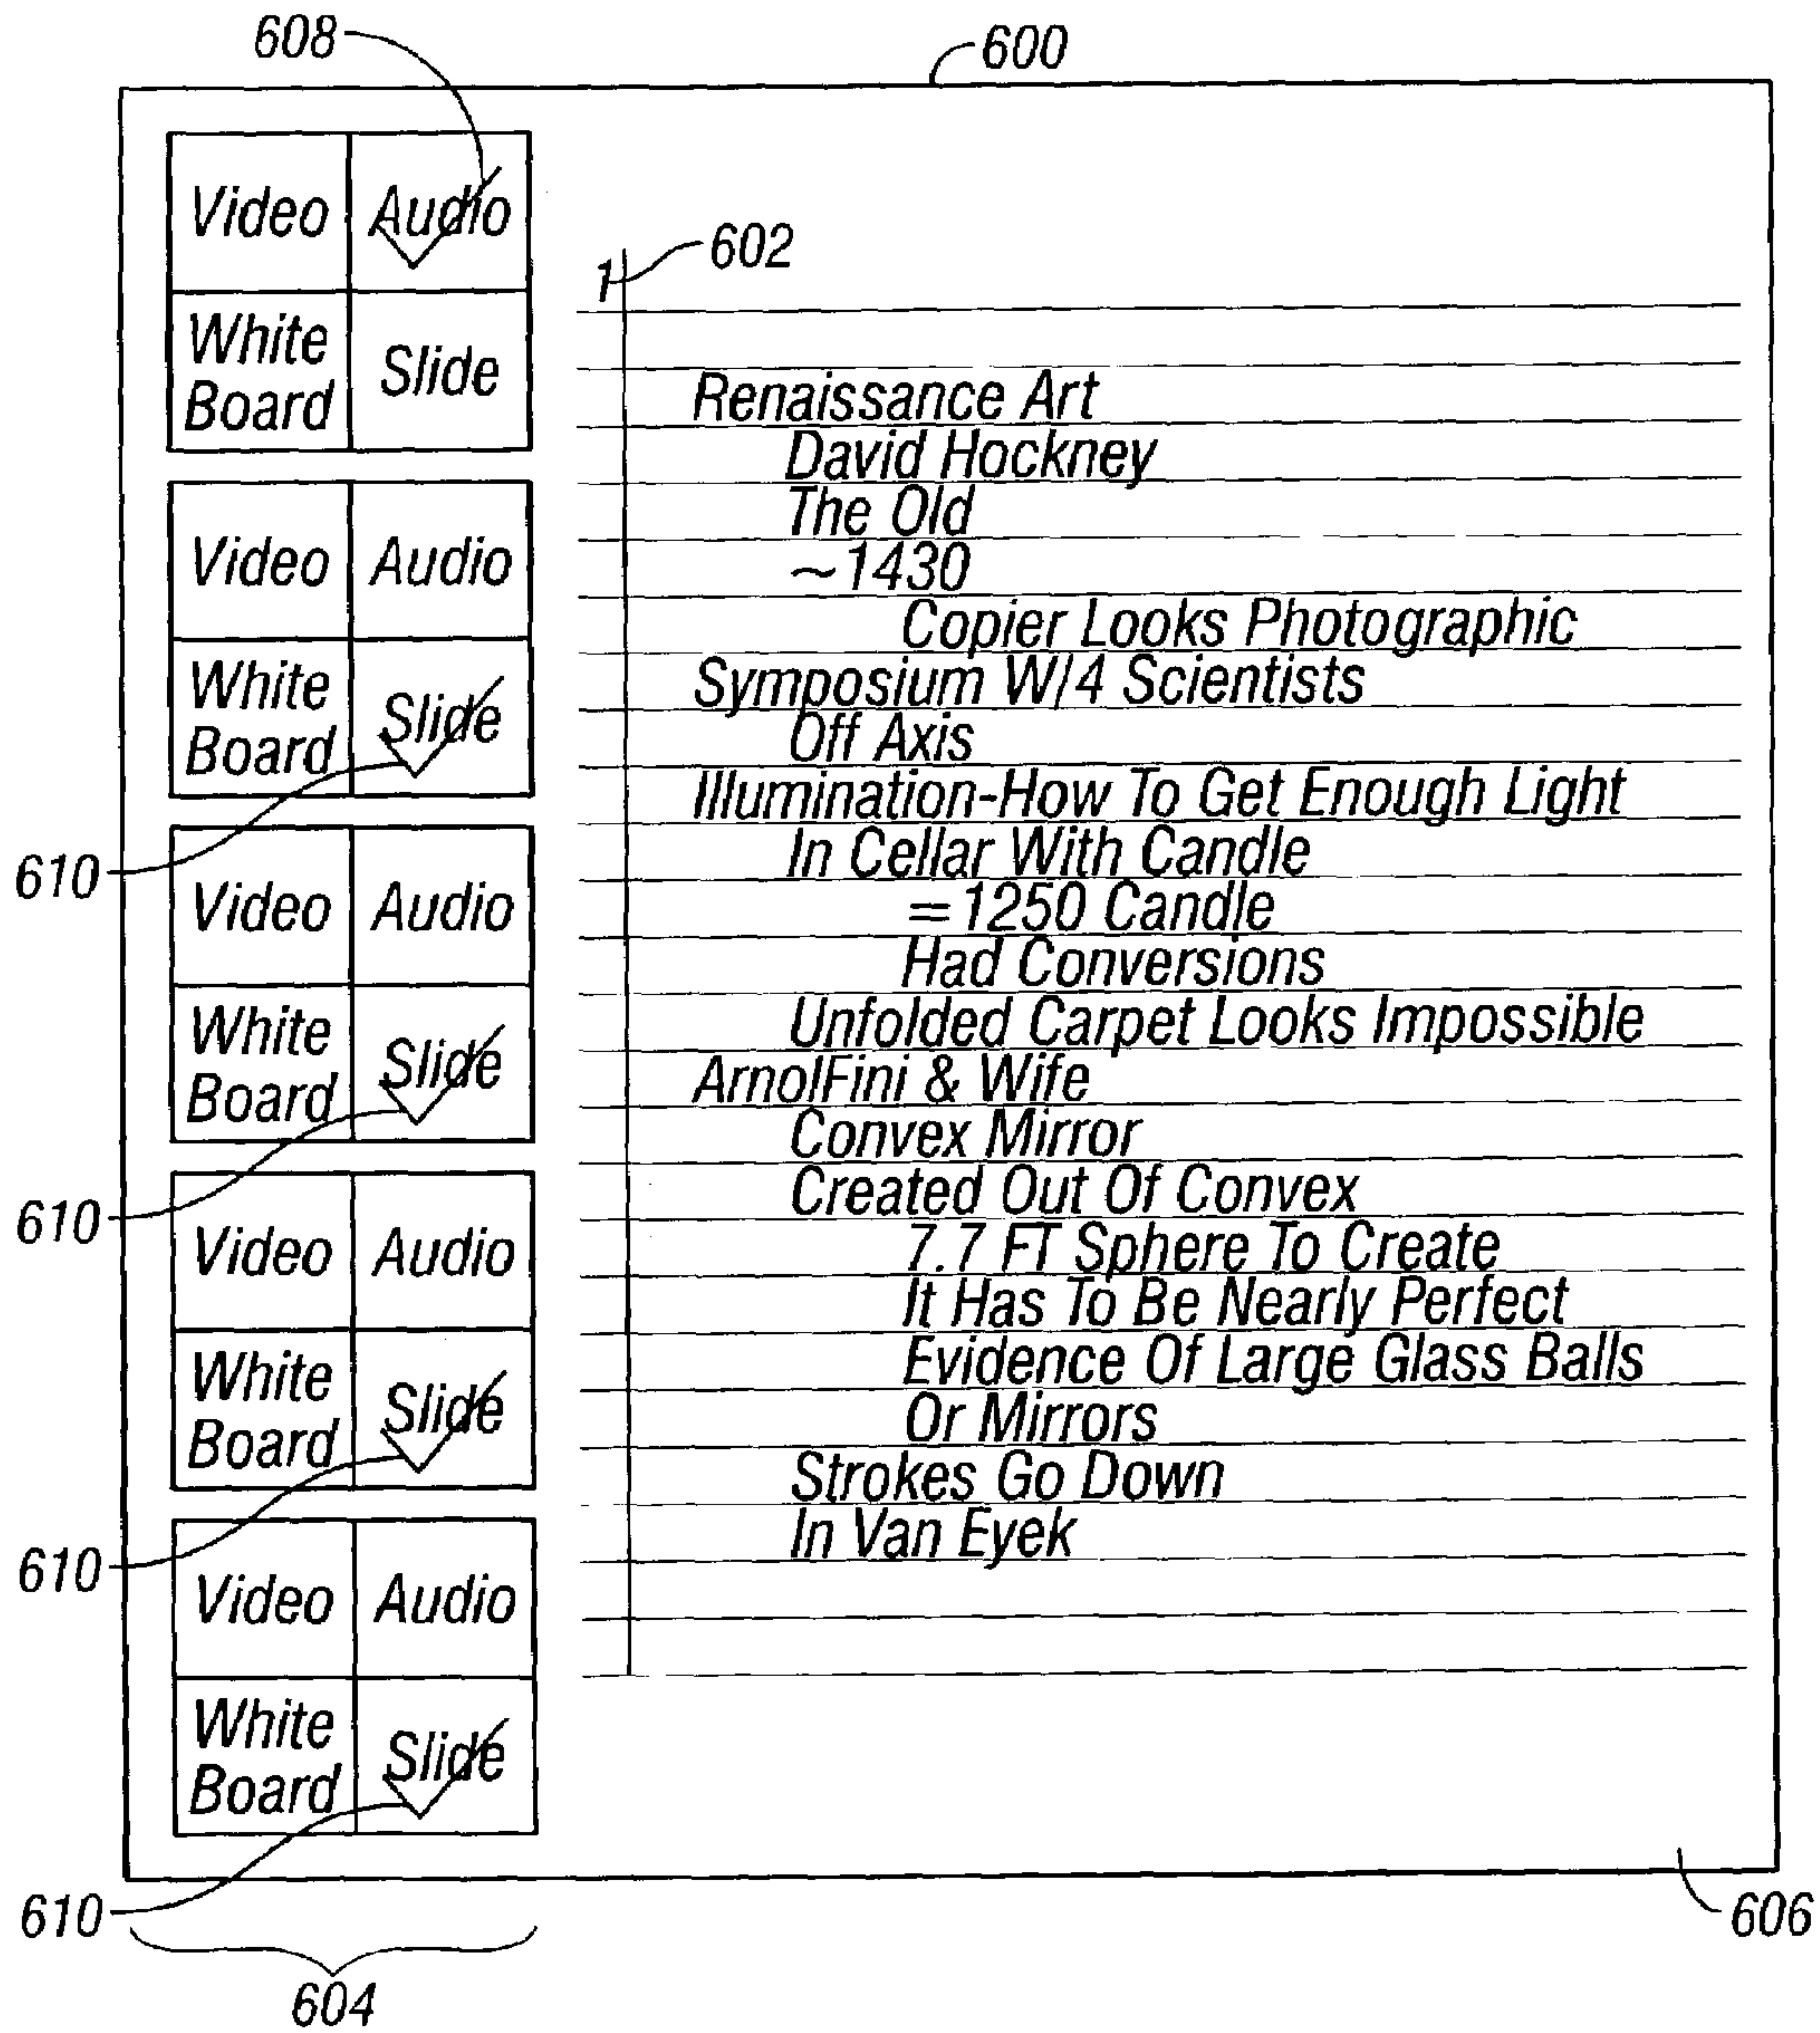 608
600
Video Audio
White Board Slide
Video Audio
White Board Slide
610
Video Audio
White Board Slide
610
Video Audio
White Board Slide
610
Video Audio
White Board Slide
610
604
602
1
Renaissance Art
David Hockney
The Old
~1430
Copier Looks Photographic
Symposium W/4 Scientists
Off Axis
Illumination-How To Get Enough Light
In Cellar With Candle
=1250 Candle
Had Conversions
Unfolded Carpet Looks Impossible
ArnolFini & Wife
Convex Mirror
Created Out Of Convex
7.7 FT Sphere To Create
It Has To Be Nearly Perfect
Evidence Of Large Glass Balls
Or Mirrors
Strokes Go Down
In Van Eyek
606